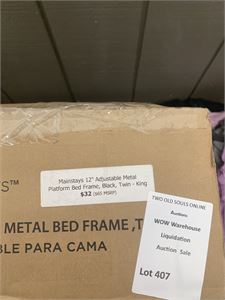 Mainstays 12" Adjustable Metal
Platform Bed Frame, Black, Twin - King
$32 ($65 MSRP)
S™
METAL BED FRAME ,T
BLE PARA CAMA
TWO OLD SOULS ONLINE
Auctions
WOW Warehouse
Liquidation
Auction Sale
Lot 407